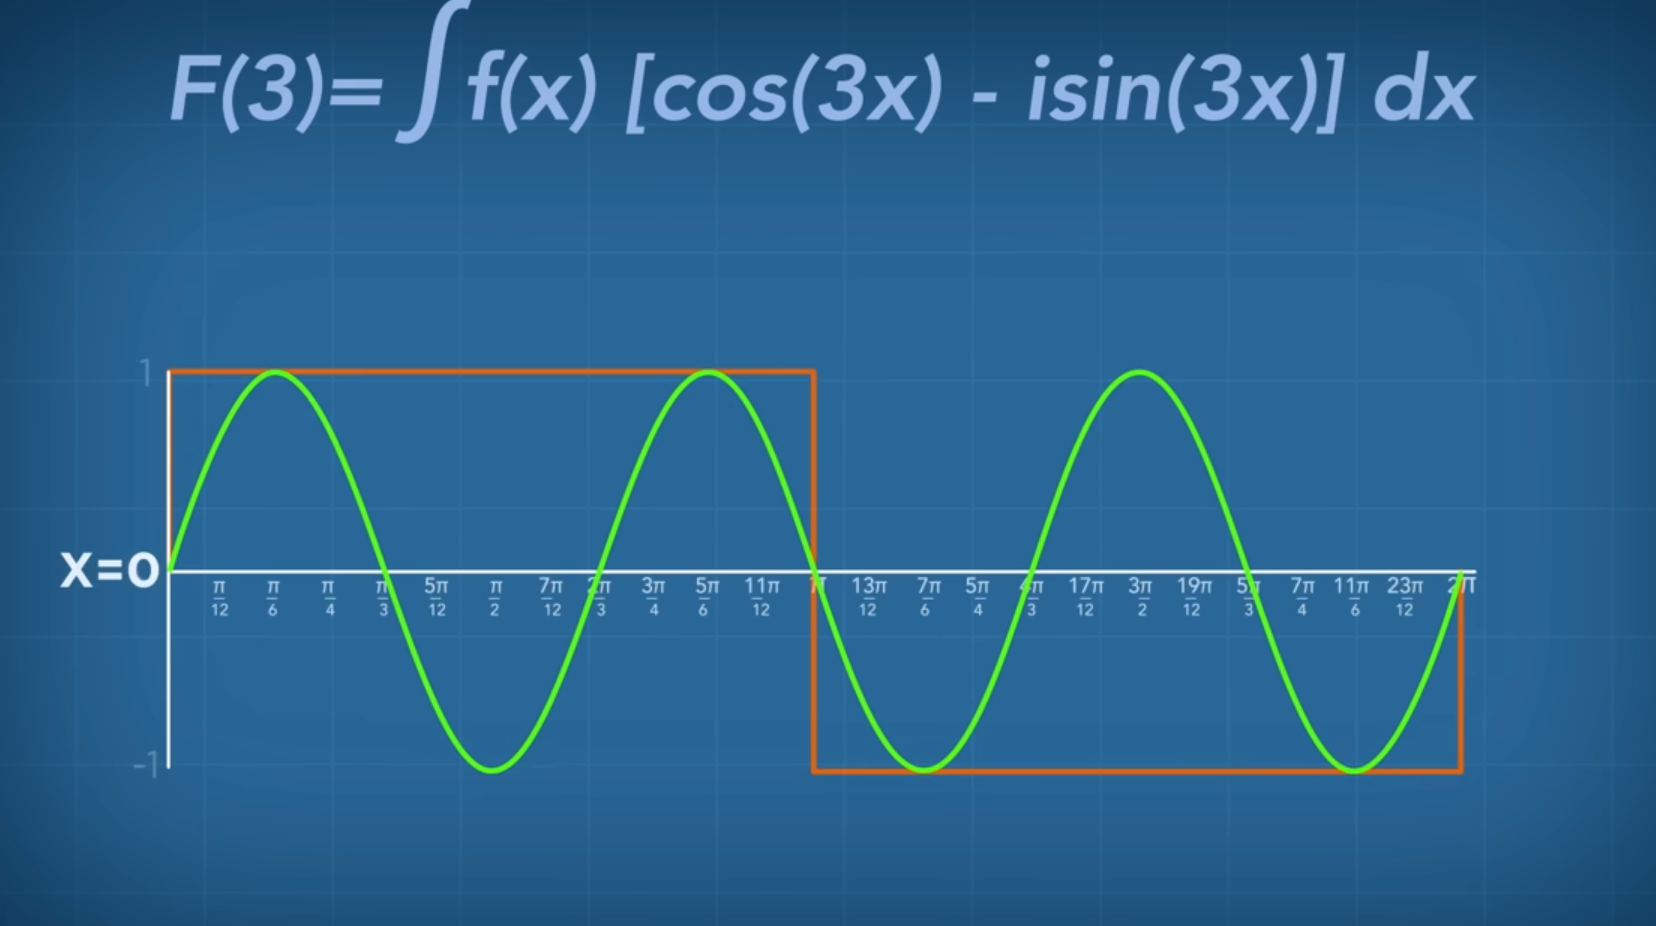 F(3)= ∫ f(x) [cos(3x) - isin(3x)] dx
1
X=0
π/12 π/6 π/4 π/3 5π/12 π/2 7π/12 2π/3 3π/4 5π/6 11π/12 π 13π/12 7π/6 5π/4 4π/3 17π/12 3π/2 19π/12 5π/3 7π/4 11π/6 23π/12 2π
-1